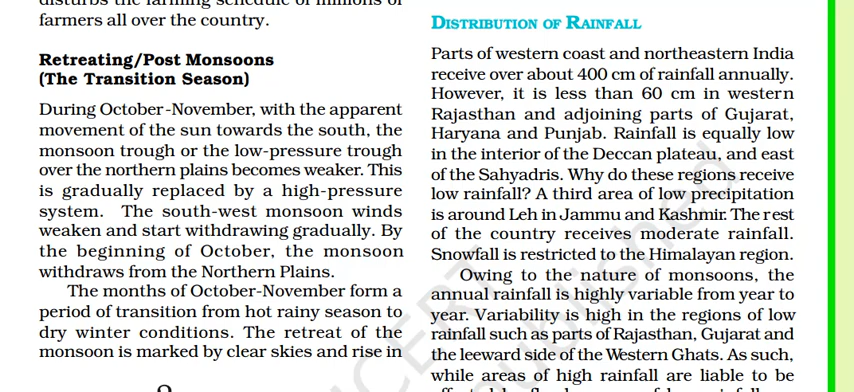 disturbs the farming schedule of millions of
farmers all over the country.
Retreating/Post Monsoons
(The Transition Season)
During October-November, with the apparent
movement of the sun towards the south, the
monsoon trough or the low-pressure trough
over the northern plains becomes weaker. This
is gradually replaced by a high-pressure
system. The south-west monsoon winds
weaken and start withdrawing gradually. By
the beginning of October, the monsoon
withdraws from the Northern Plains.
The months of October-November form a
period of transition from hot rainy season to
dry winter conditions. The retreat of the
monsoon is marked by clear skies and rise in
DISTRIBUTION OF RAINFALL
Parts of western coast and northeastern India
receive over about 400 cm of rainfall annually.
However, it is less than 60 cm in western
Rajasthan and adjoining parts of Gujarat,
Haryana and Punjab. Rainfall is equally low
in the interior of the Deccan plateau, and east
of the Sahyadris. Why do these regions receive
low rainfall? A third area of low precipitation
is around Leh in Jammu and Kashmir. The rest
of the country receives moderate rainfall.
Snowfall is restricted to the Himalayan region.
Owing to the nature of monsoons, the
annual rainfall is highly variable from year to
year. Variability is high in the regions of low
rainfall such as parts of Rajasthan, Gujarat and
the leeward side of the Western Ghats. As such,
while areas of high rainfall are liable to be
NCERT
published